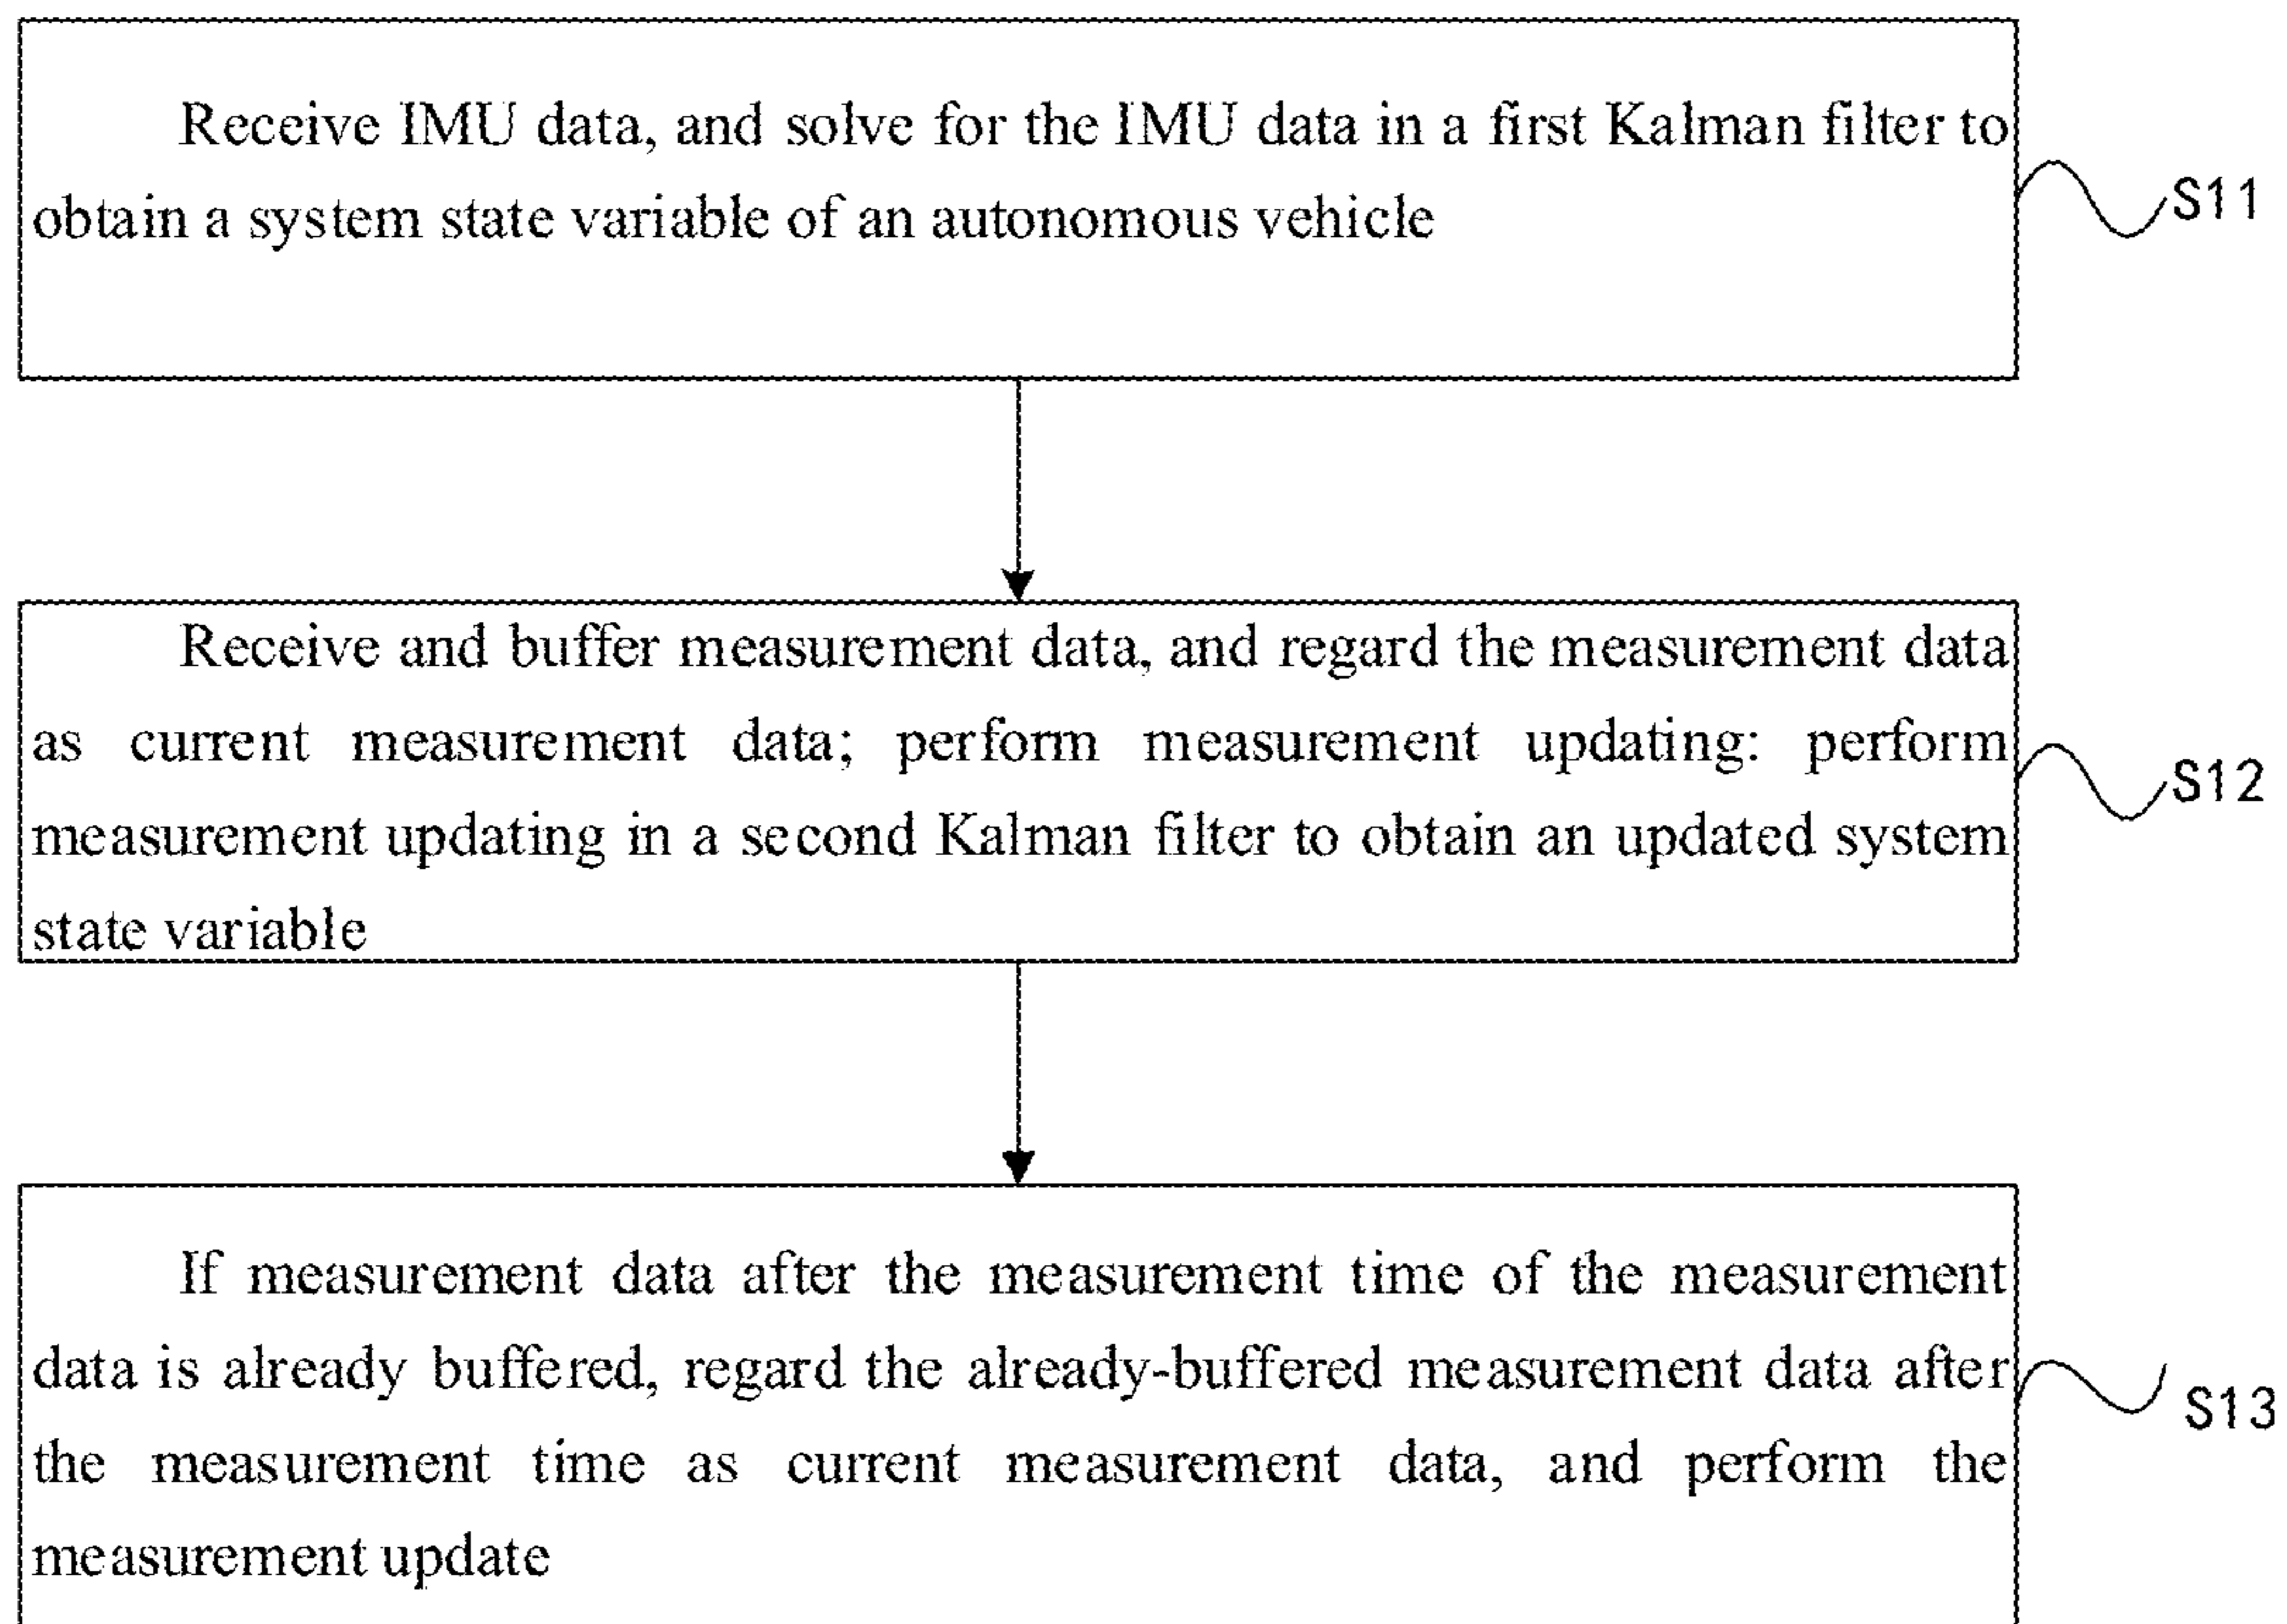 Receive IMU data, and solve for the IMU data in a first Kalman filter to
obtain a system state variable of an autonomous vehicle
S11
Receive and buffer measurement data, and regard the measurement data
as current measurement data; perform measurement updating: perform
measurement updating in a second Kalman filter to obtain an updated system
state variable
S12
If measurement data after the measurement time of the measurement
data is already buffered, regard the already-buffered measurement data after
the measurement time as current measurement data, and perform the
measurement update
S13